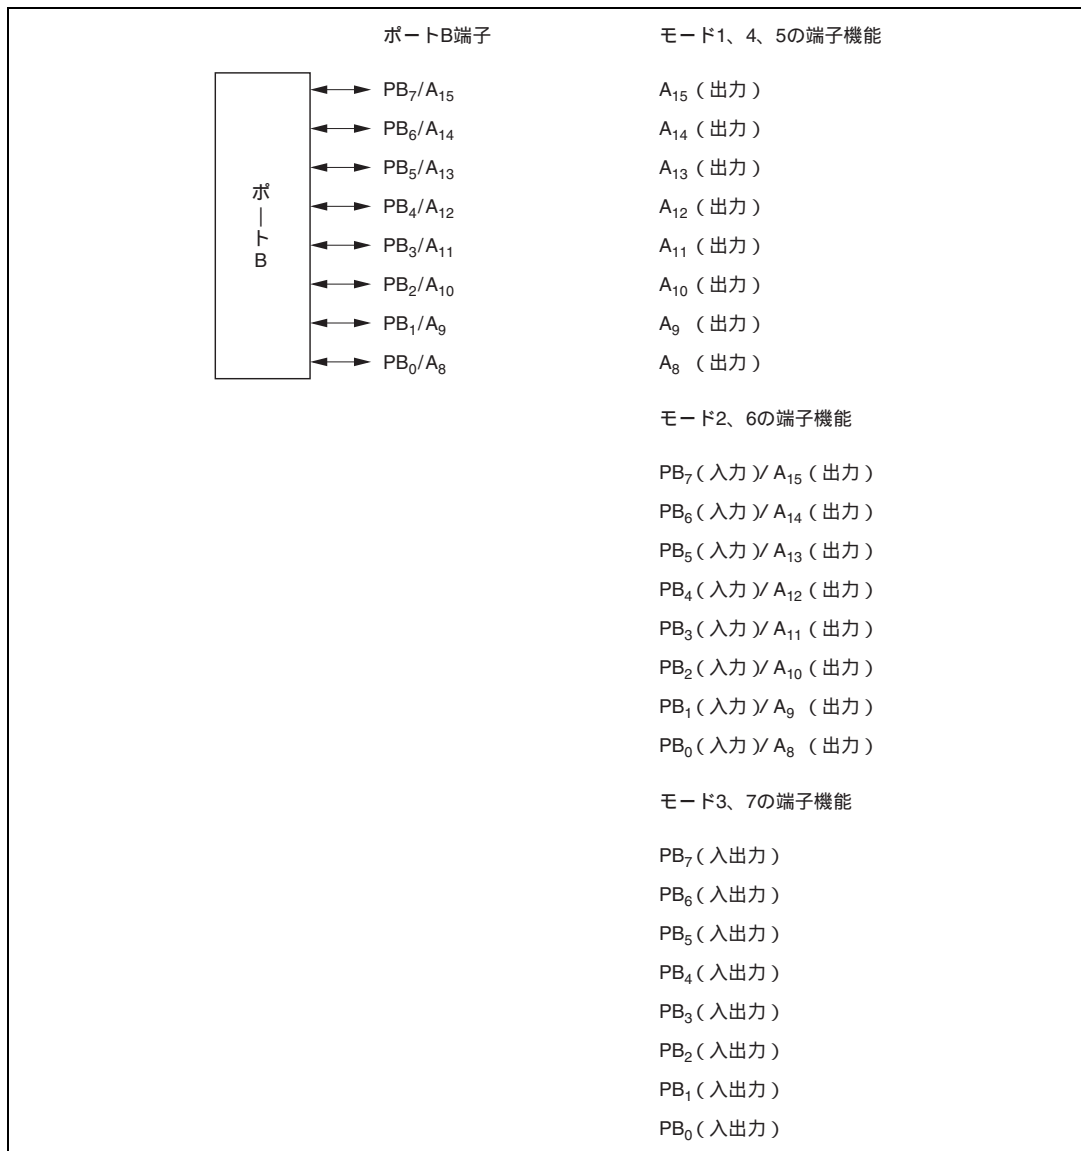 ポートB端子 モード1、4、5の端子機能
ポートB
PB₇/A₁₅ A₁₅（出力）
PB₆/A₁₄ A₁₄（出力）
PB₅/A₁₃ A₁₃（出力）
PB₄/A₁₂ A₁₂（出力）
PB₃/A₁₁ A₁₁（出力）
PB₂/A₁₀ A₁₀（出力）
PB₁/A₉ A₉（出力）
PB₀/A₈ A₈（出力）
モード2、6の端子機能
PB₇（入力）/ A₁₅（出力）
PB₆（入力）/ A₁₄（出力）
PB₅（入力）/ A₁₃（出力）
PB₄（入力）/ A₁₂（出力）
PB₃（入力）/ A₁₁（出力）
PB₂（入力）/ A₁₀（出力）
PB₁（入力）/ A₉（出力）
PB₀（入力）/ A₈（出力）
モード3、7の端子機能
PB₇（入出力）
PB₆（入出力）
PB₅（入出力）
PB₄（入出力）
PB₃（入出力）
PB₂（入出力）
PB₁（入出力）
PB₀（入出力）